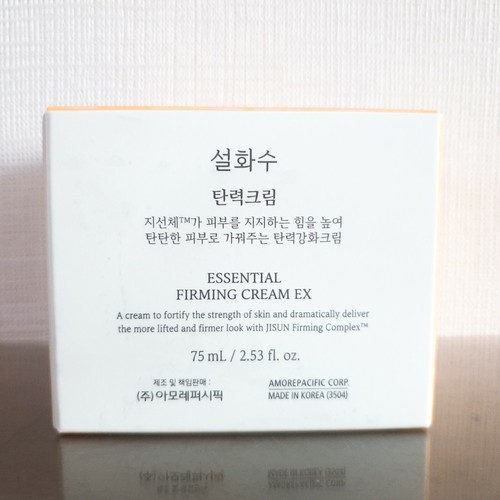 설화수
탄력크림
지선체™가 피부를 지지하는 힘을 높여
탄탄한 피부로 가꿔주는 탄력강화크림
ESSENTIAL
FIRMING CREAM EX
A cream to fortify the strength of skin and dramatically deliver
the more lifted and firmer look with JISUN Firming Complex™
75 mL / 2.53 fl. oz.
제조 및 책임판매 :
(주)아모레퍼시픽
AMOREPACIFIC CORP.
MADE IN KOREA (3504)